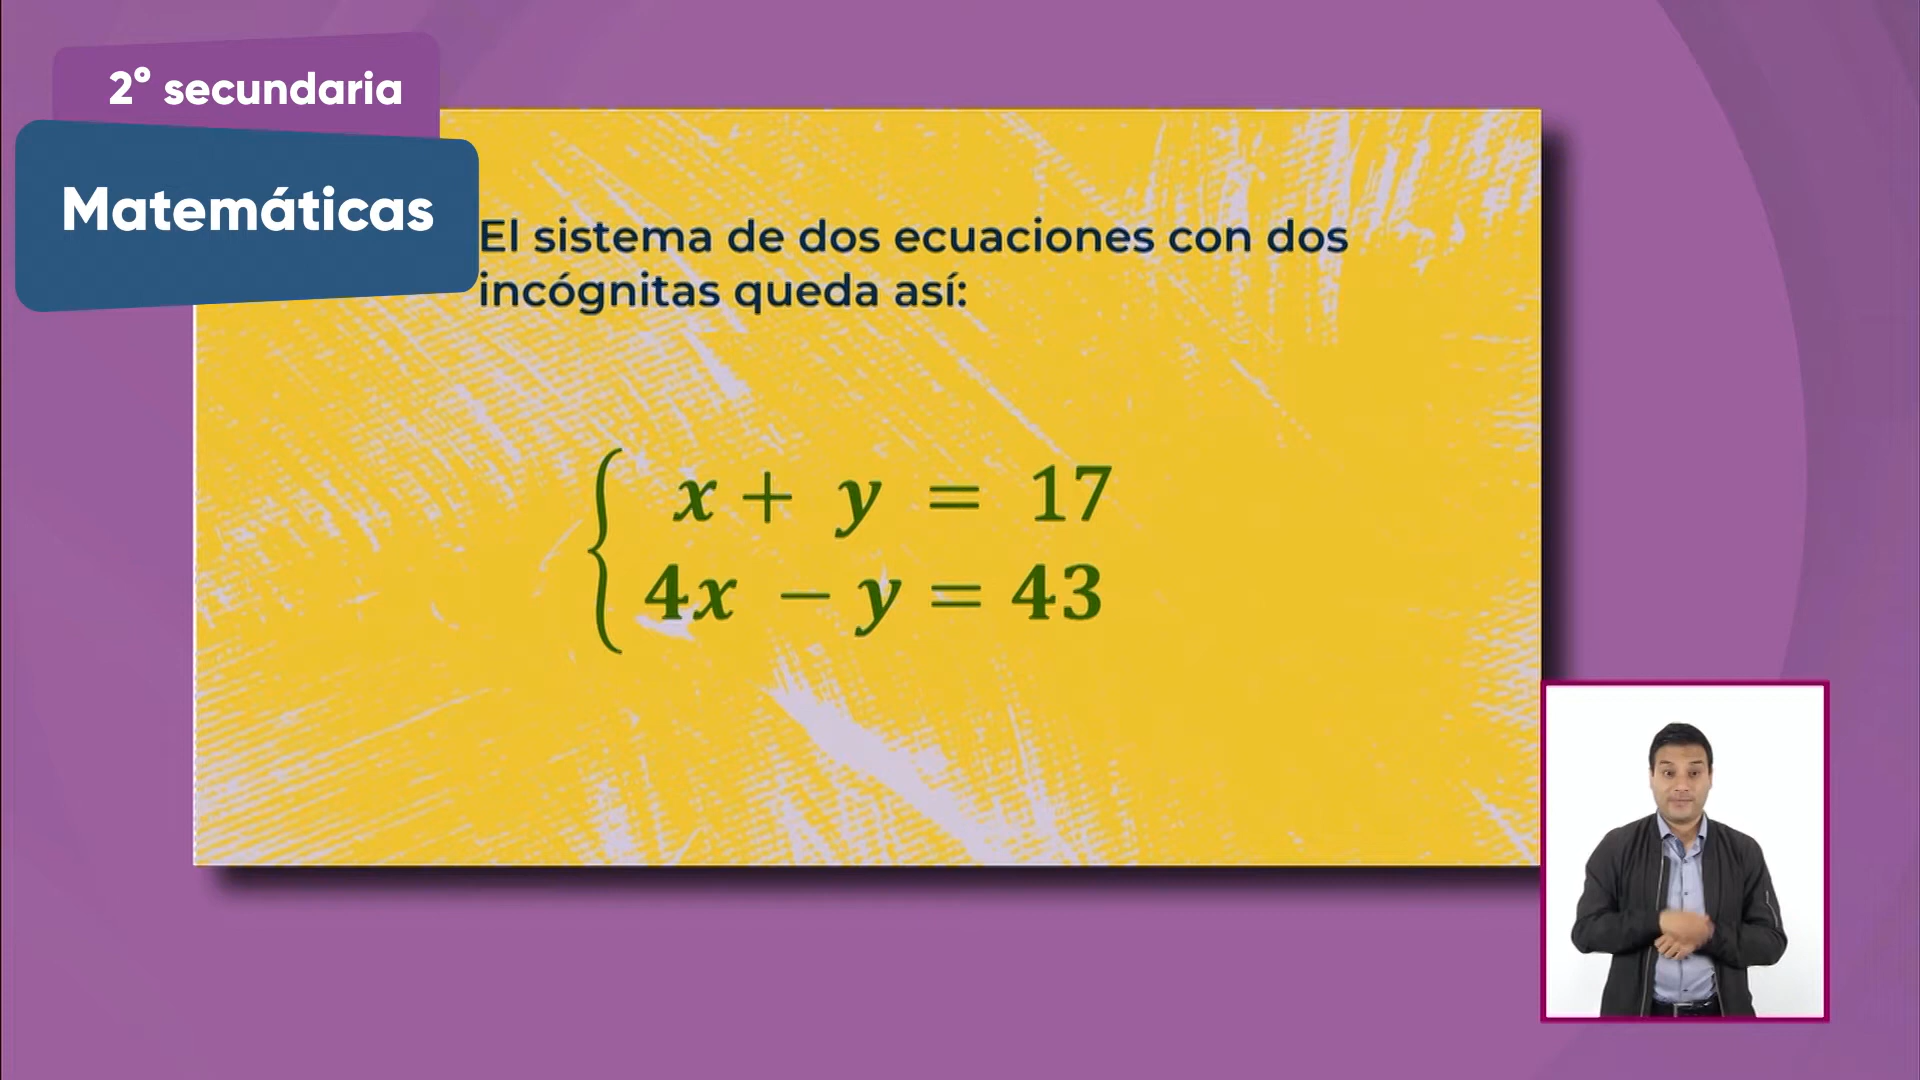 2° secundaria
Matemáticas
El sistema de dos ecuaciones con dos
incógnitas queda así:
x + y = 17
4x − y = 43